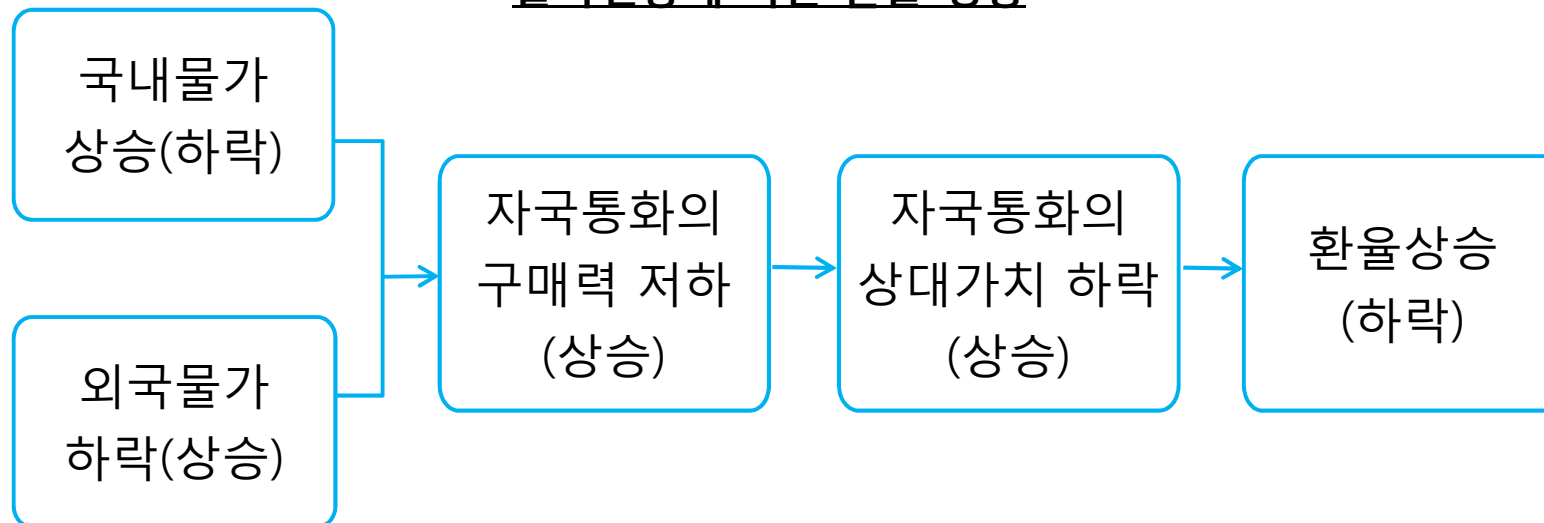 국내물가
상승(하락)
외국물가
하락(상승)
자국통화의
구매력 저하
(상승)
자국통화의
상대가치 하락
(상승)
환율상승
(하락)